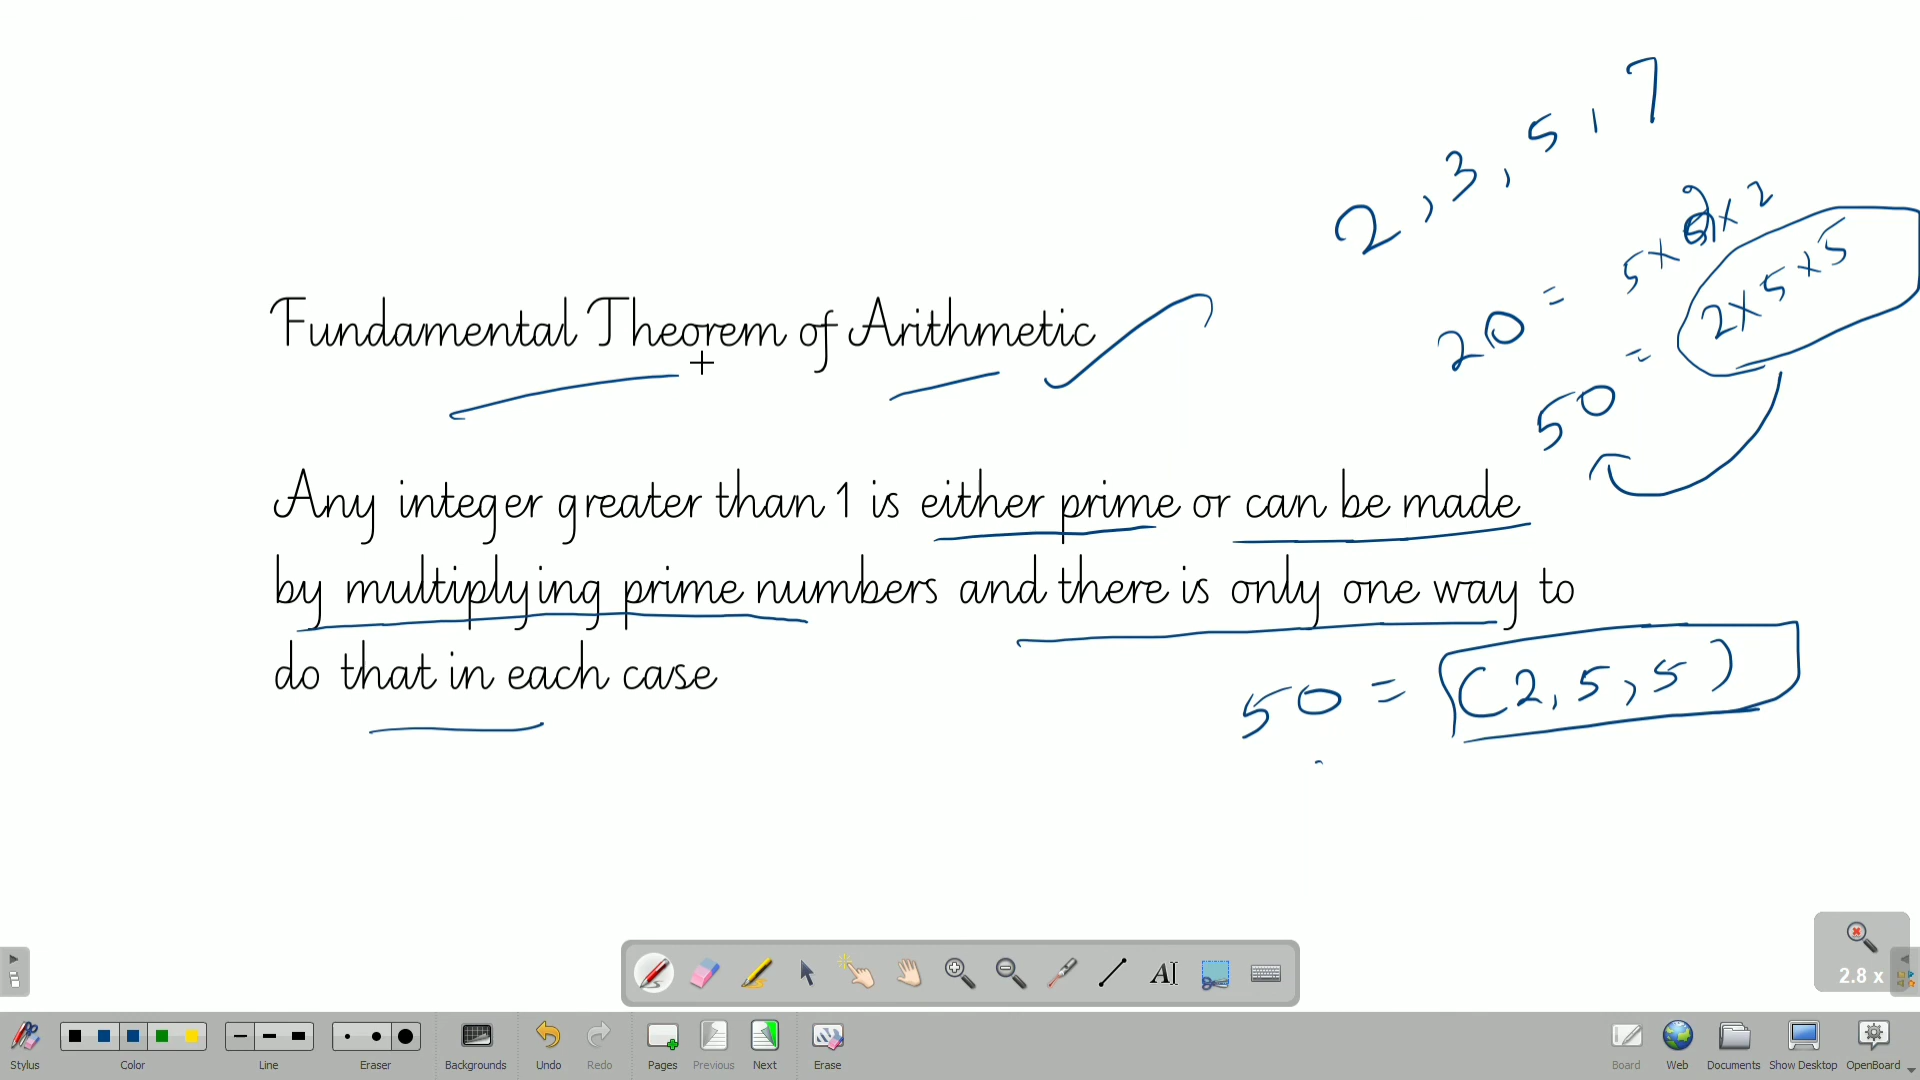 2, 3, 5, 7
20 = 5 x 2 x 2
50 = 2 x 5 x 5
Fundamental Theorem of Arithmetic
Any integer greater than 1 is either prime or can be made
by multiplying prime numbers and there is only one way to
do that in each case
50 = (2, 5, 5)
2.8 x
Stylus Color Line Eraser Backgrounds Undo Redo Pages Previous Next Erase Board Web Documents Show Desktop OpenBoard